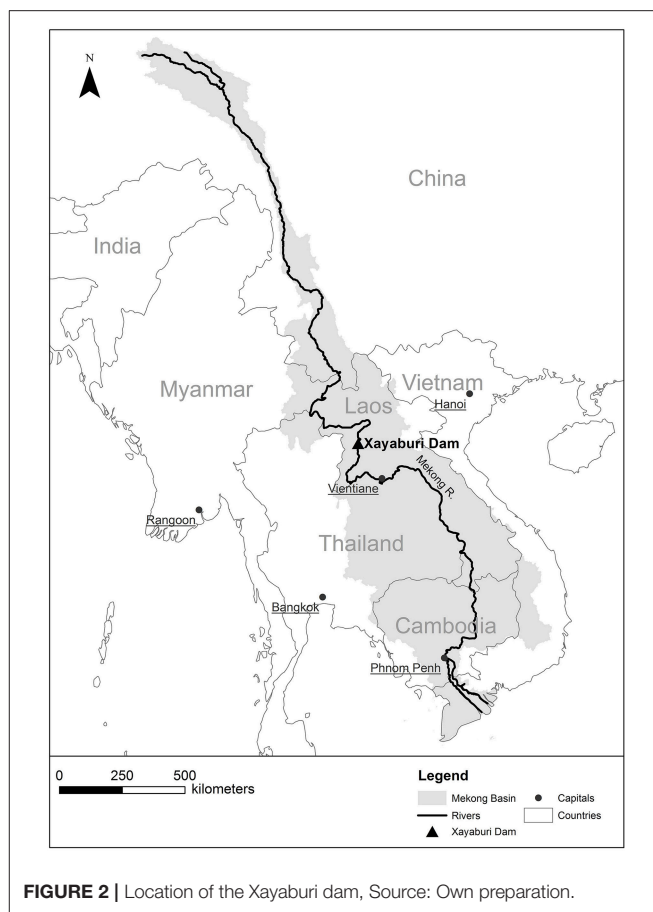 N
China
India
Myanmar
Vietnam
Hanoi
Laos
Xayaburi Dam
Mekong R.
Vientiane
Rangoon
Thailand
Bangkok
Cambodia
Phnom Penh
0 250 500
kilometers
Legend
Mekong Basin
Capitals
Rivers
Countries
Xayaburi Dam
FIGURE 2 | Location of the Xayaburi dam, Source: Own preparation.